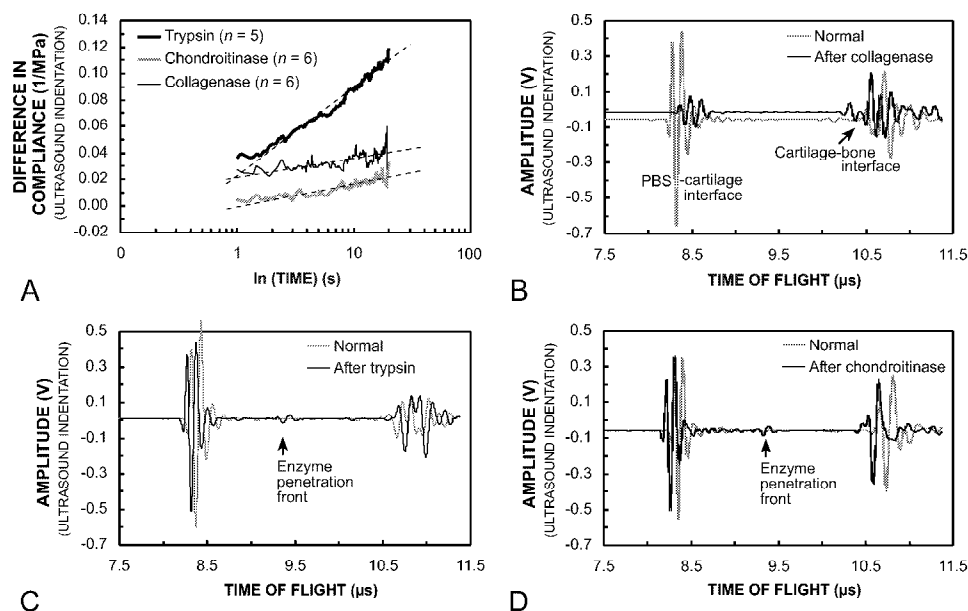 DIFFERENCE IN
COMPLIANCE (1/MPa)
(ULTRASOUND INDENTATION)
0.14
0.12
0.10
0.08
0.06
0.04
0.02
0.00
-0.02
Trypsin (n = 5)
Chondroitinase (n = 6)
Collagenase (n = 6)
0
1
10
100
ln (TIME) (s)
A
AMPLITUDE (V)
(ULTRASOUND INDENTATION)
0.5
0.3
0.1
-0.1
-0.3
-0.5
-0.7
Normal
After collagenase
PBS-cartilage
interface
Cartilage-bone
interface
7.5
8.5
9.5
10.5
11.5
TIME OF FLIGHT (µs)
B
AMPLITUDE (V)
(ULTRASOUND INDENTATION)
0.5
0.3
0.1
-0.1
-0.3
-0.5
-0.7
Normal
After trypsin
Enzyme
penetration
front
7.5
8.5
9.5
10.5
11.5
TIME OF FLIGHT (µs)
C
AMPLITUDE (V)
(ULTRASOUND INDENTATION)
0.5
0.3
0.1
-0.1
-0.3
-0.5
-0.7
Normal
After chondroitinase
Enzyme
penetration
front
7.5
8.5
9.5
10.5
11.5
TIME OF FLIGHT (µs)
D